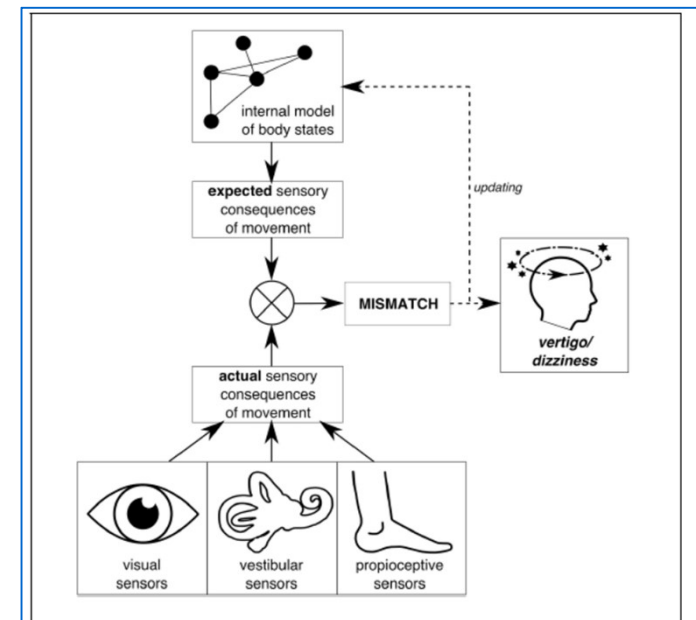 internal model
of body states
expected sensory
consequences
of movement
updating
MISMATCH
vertigo/
dizziness
actual sensory
consequences
of movement
visual
sensors
vestibular
sensors
propioceptive
sensors